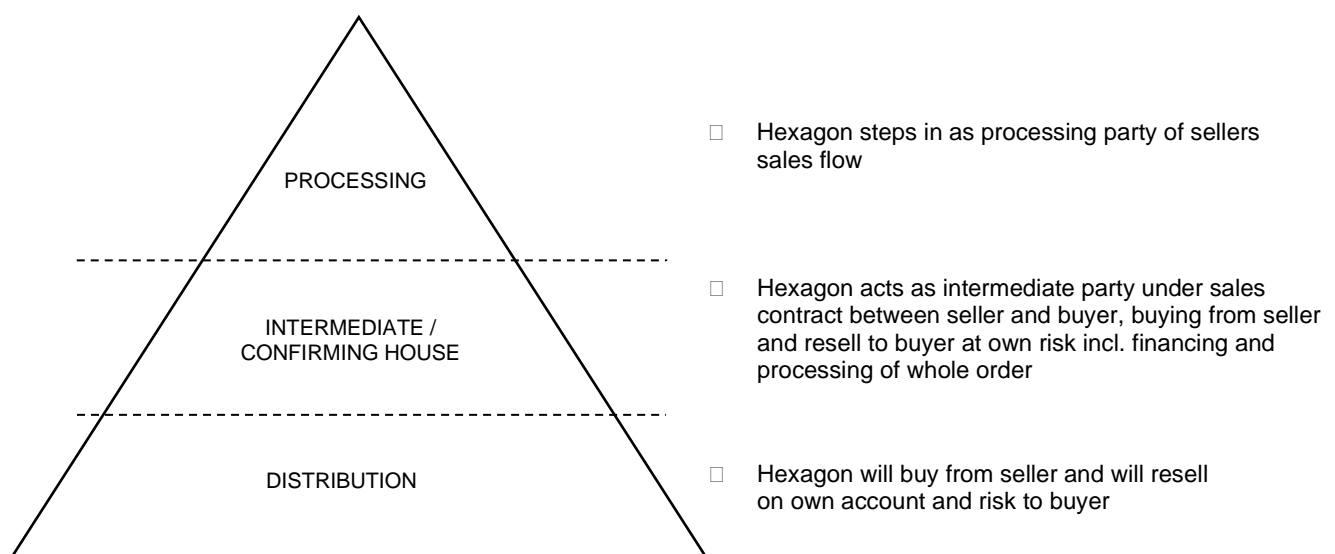 PROCESSING
Hexagon steps in as processing party of sellers
sales flow
INTERMEDIATE /
CONFIRMING HOUSE
Hexagon acts as intermediate party under sales
contract between seller and buyer, buying from seller
and resell to buyer at own risk incl. financing and
processing of whole order
DISTRIBUTION
Hexagon will buy from seller and will resell
on own account and risk to buyer